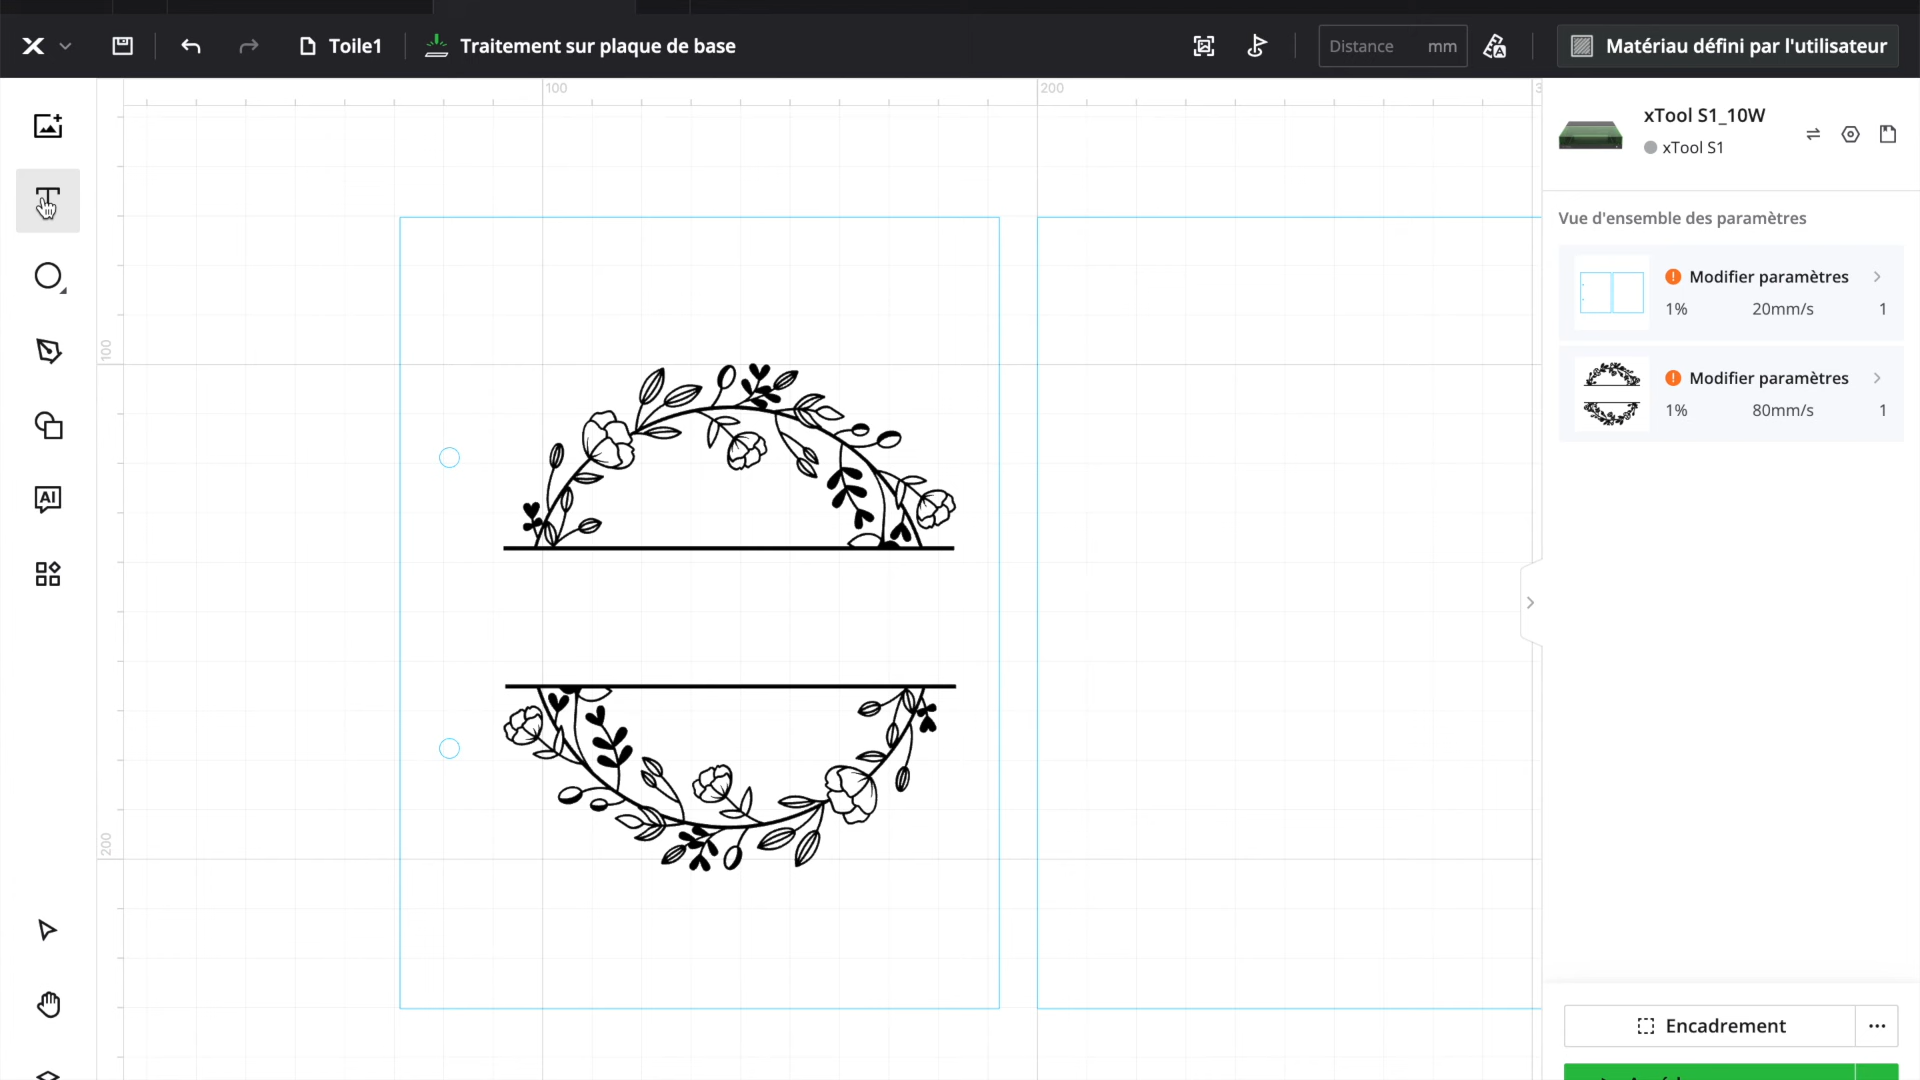 Toile1
Traitement sur plaque de base
Distance mm
Matériau défini par l'utilisateur
100
200
100
200
AI
xTool S1_10W
xTool S1
Vue d'ensemble des paramètres
Modifier paramètres
1% 20mm/s 1
Modifier paramètres
1% 80mm/s 1
Encadrement